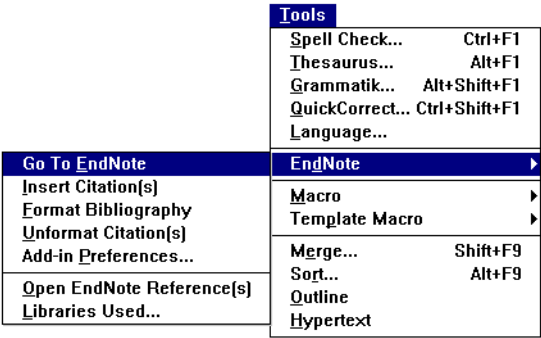 Tools
Spell Check... Ctrl+F1
Thesaurus... Alt+F1
Grammatik... Alt+Shift+F1
QuickCorrect... Ctrl+Shift+F1
Language...
EndNote
Macro
Template Macro
Merge... Shift+F9
Sort... Alt+F9
Outline
Hypertext
Go To EndNote
Insert Citation(s)
Format Bibliography
Unformat Citation(s)
Add-in Preferences...
Open EndNote Reference(s)
Libraries Used...